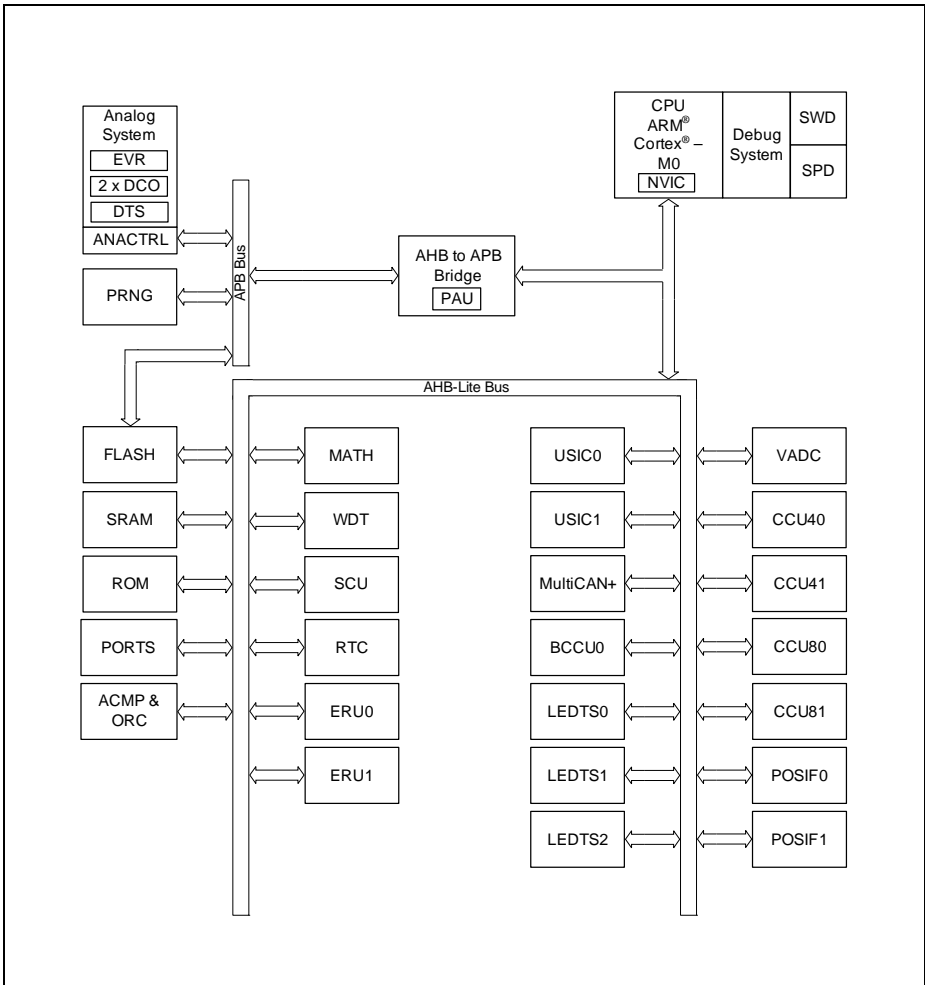 Analog
System
EVR
2 x DCO
DTS
ANACTRL
PRNG
APB Bus
AHB to APB
Bridge
PAU
CPU
ARM®
Cortex® –
M0
NVIC
Debug
System
SWD
SPD
AHB-Lite Bus
FLASH
SRAM
ROM
PORTS
ACMP &
ORC
MATH
WDT
SCU
RTC
ERU0
ERU1
USIC0
USIC1
MultiCAN+
BCCU0
LEDTS0
LEDTS1
LEDTS2
VADC
CCU40
CCU41
CCU80
CCU81
POSIF0
POSIF1